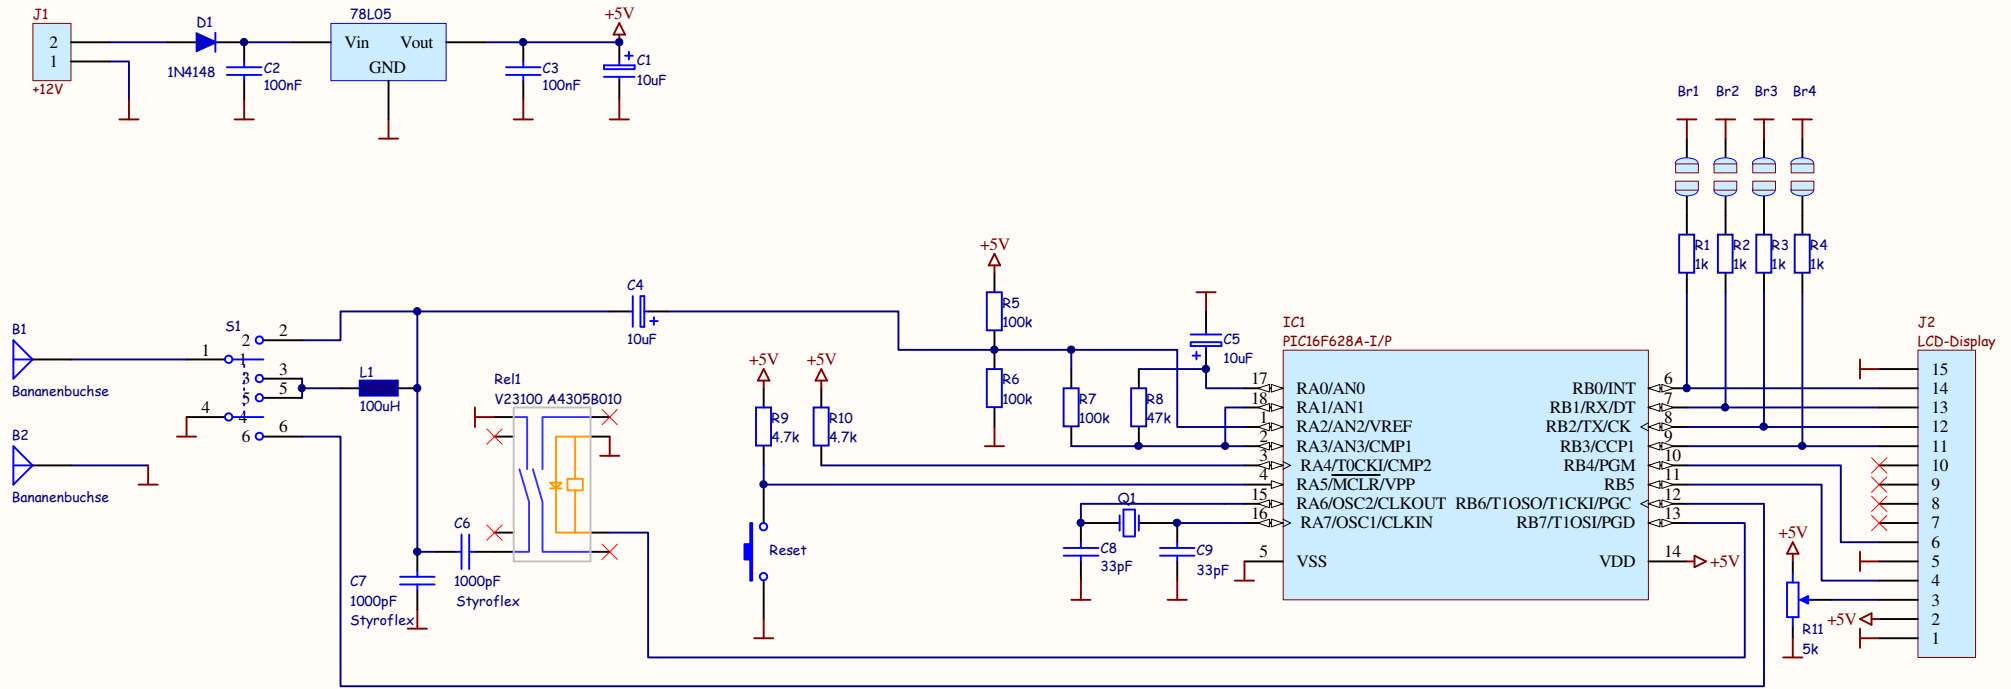 J1
2
1
+12V
D1
1N4148
C2
100nF
78L05
Vin
Vout
GND
C3
100nF
+5V
C1
10uF
Br1
Br2
Br3
Br4
R1
1k
R2
1k
R3
1k
R4
1k
B1
Bananenbuchse
B2
Bananenbuchse
S1
1
2
3
5
4
6
1
2
3
5
4
6
L1
100uH
C4
10uF
Rel1
V23100 A4305B010
C6
1000pF
Styroflex
C7
1000pF
Styroflex
+5V
R9
4.7k
+5V
R10
4.7k
Reset
+5V
R5
100k
R6
100k
R7
100k
R8
47k
C5
10uF
Q1
C8
33pF
C9
33pF
IC1
PIC16F628A-I/P
17 RA0/AN0
18 RA1/AN1
1 RA2/AN2/VREF
2 RA3/AN3/CMP1
3 RA4/T0CKI/CMP2
4 RA5/MCLR/VPP
15 RA6/OSC2/CLKOUT
16 RA7/OSC1/CLKIN
5 VSS
RB0/INT 6
RB1/RX/DT 7
RB2/TX/CK 8
RB3/CCP1 9
RB4/PGM 10
RB5 11
RB6/T1OSO/T1CKI/PGC 12
RB7/T1OSI/PGD 13
VDD 14
+5V
+5V
R11
5k
+5V
J2
LCD-Display
15
14
13
12
11
10
9
8
7
6
5
4
3
2
1